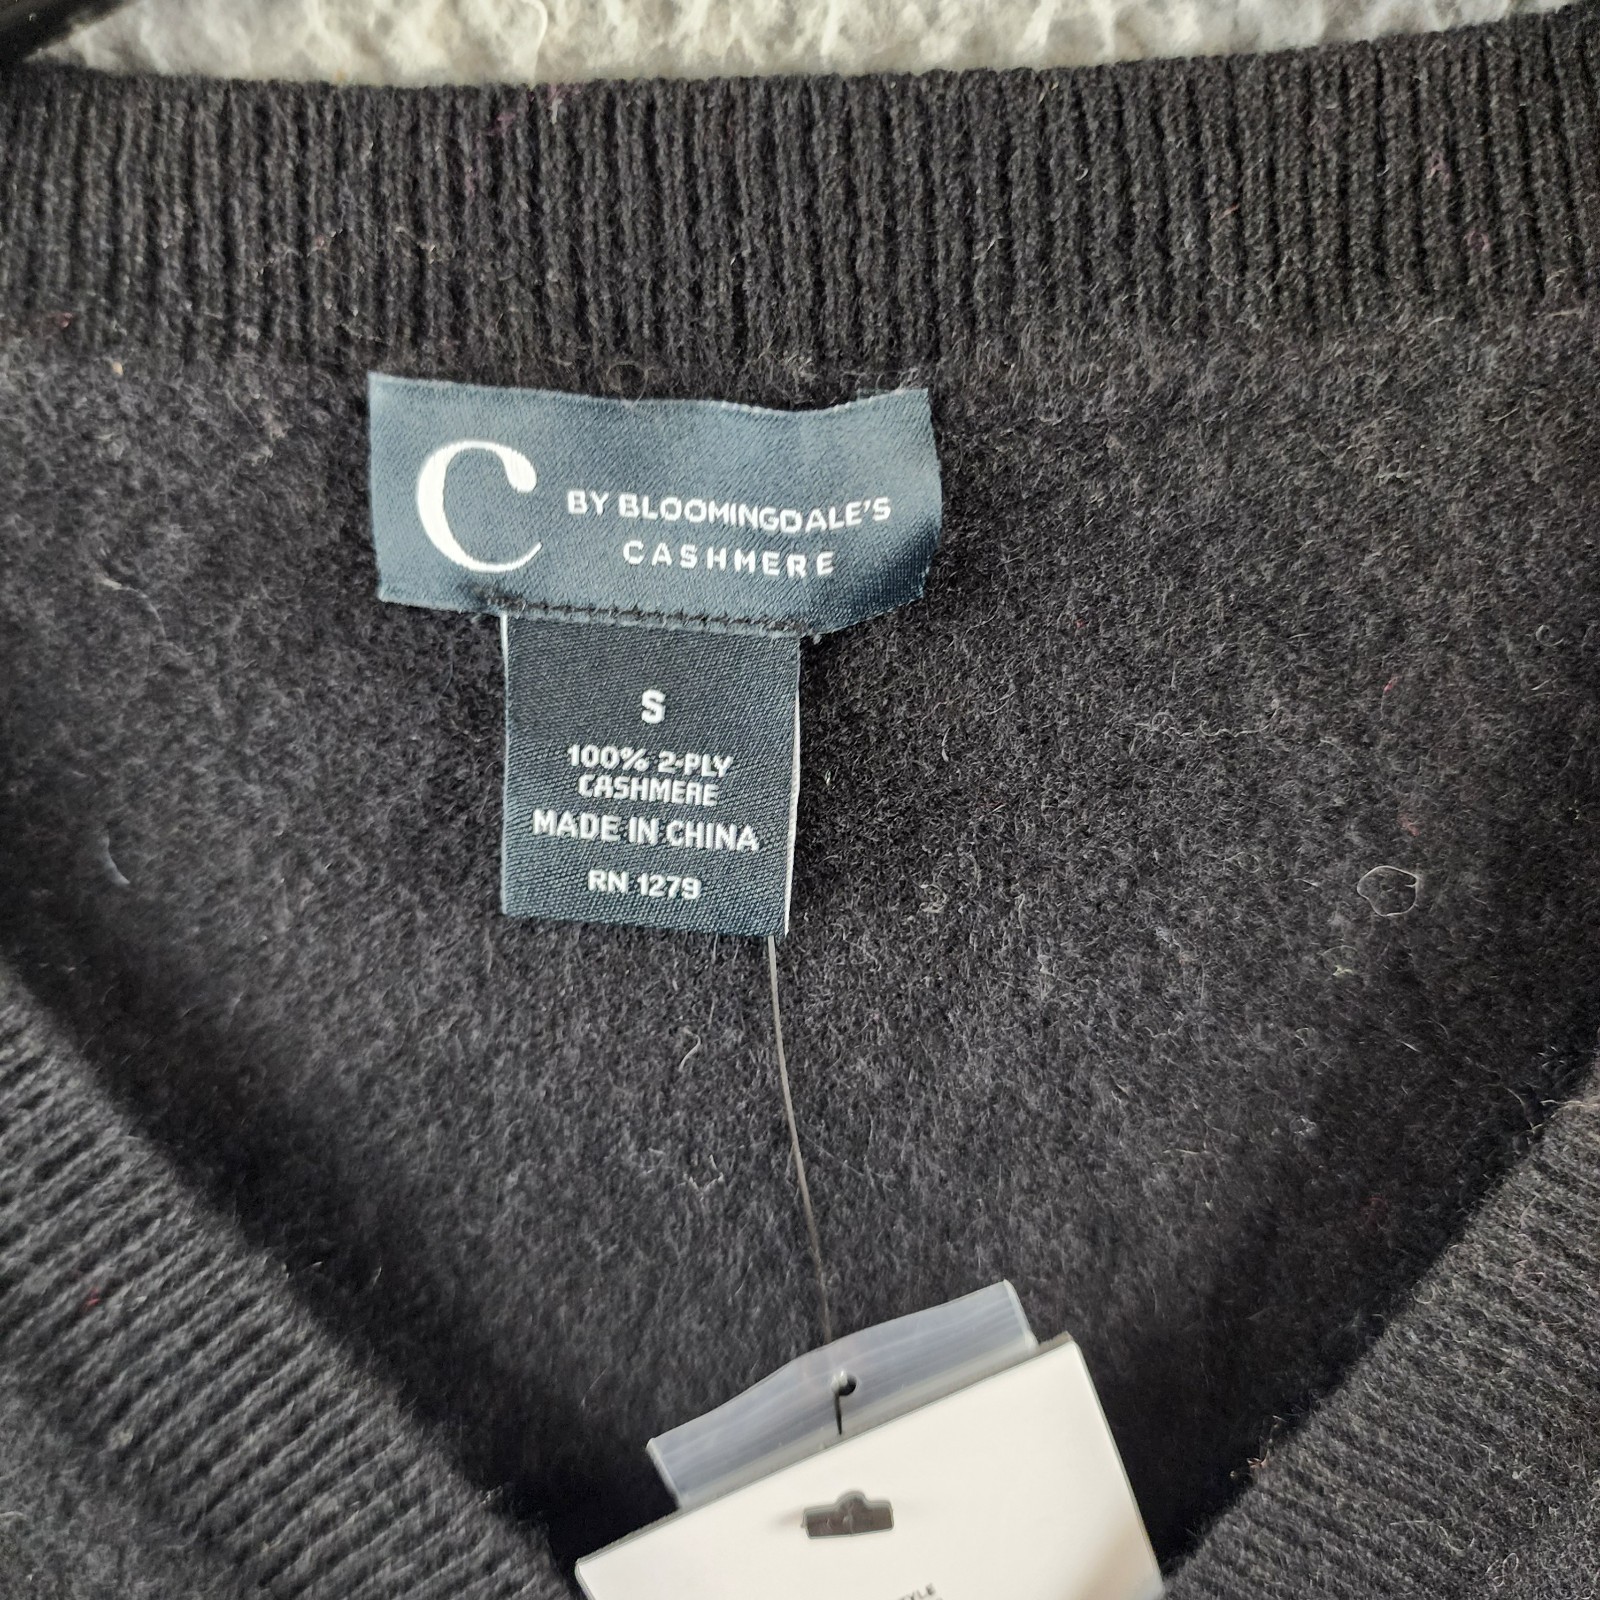 C BY BLOOMINGDALE'S
CASHMERE
S
100% 2-PLY
CASHMERE
MADE IN CHINA
RN 1279